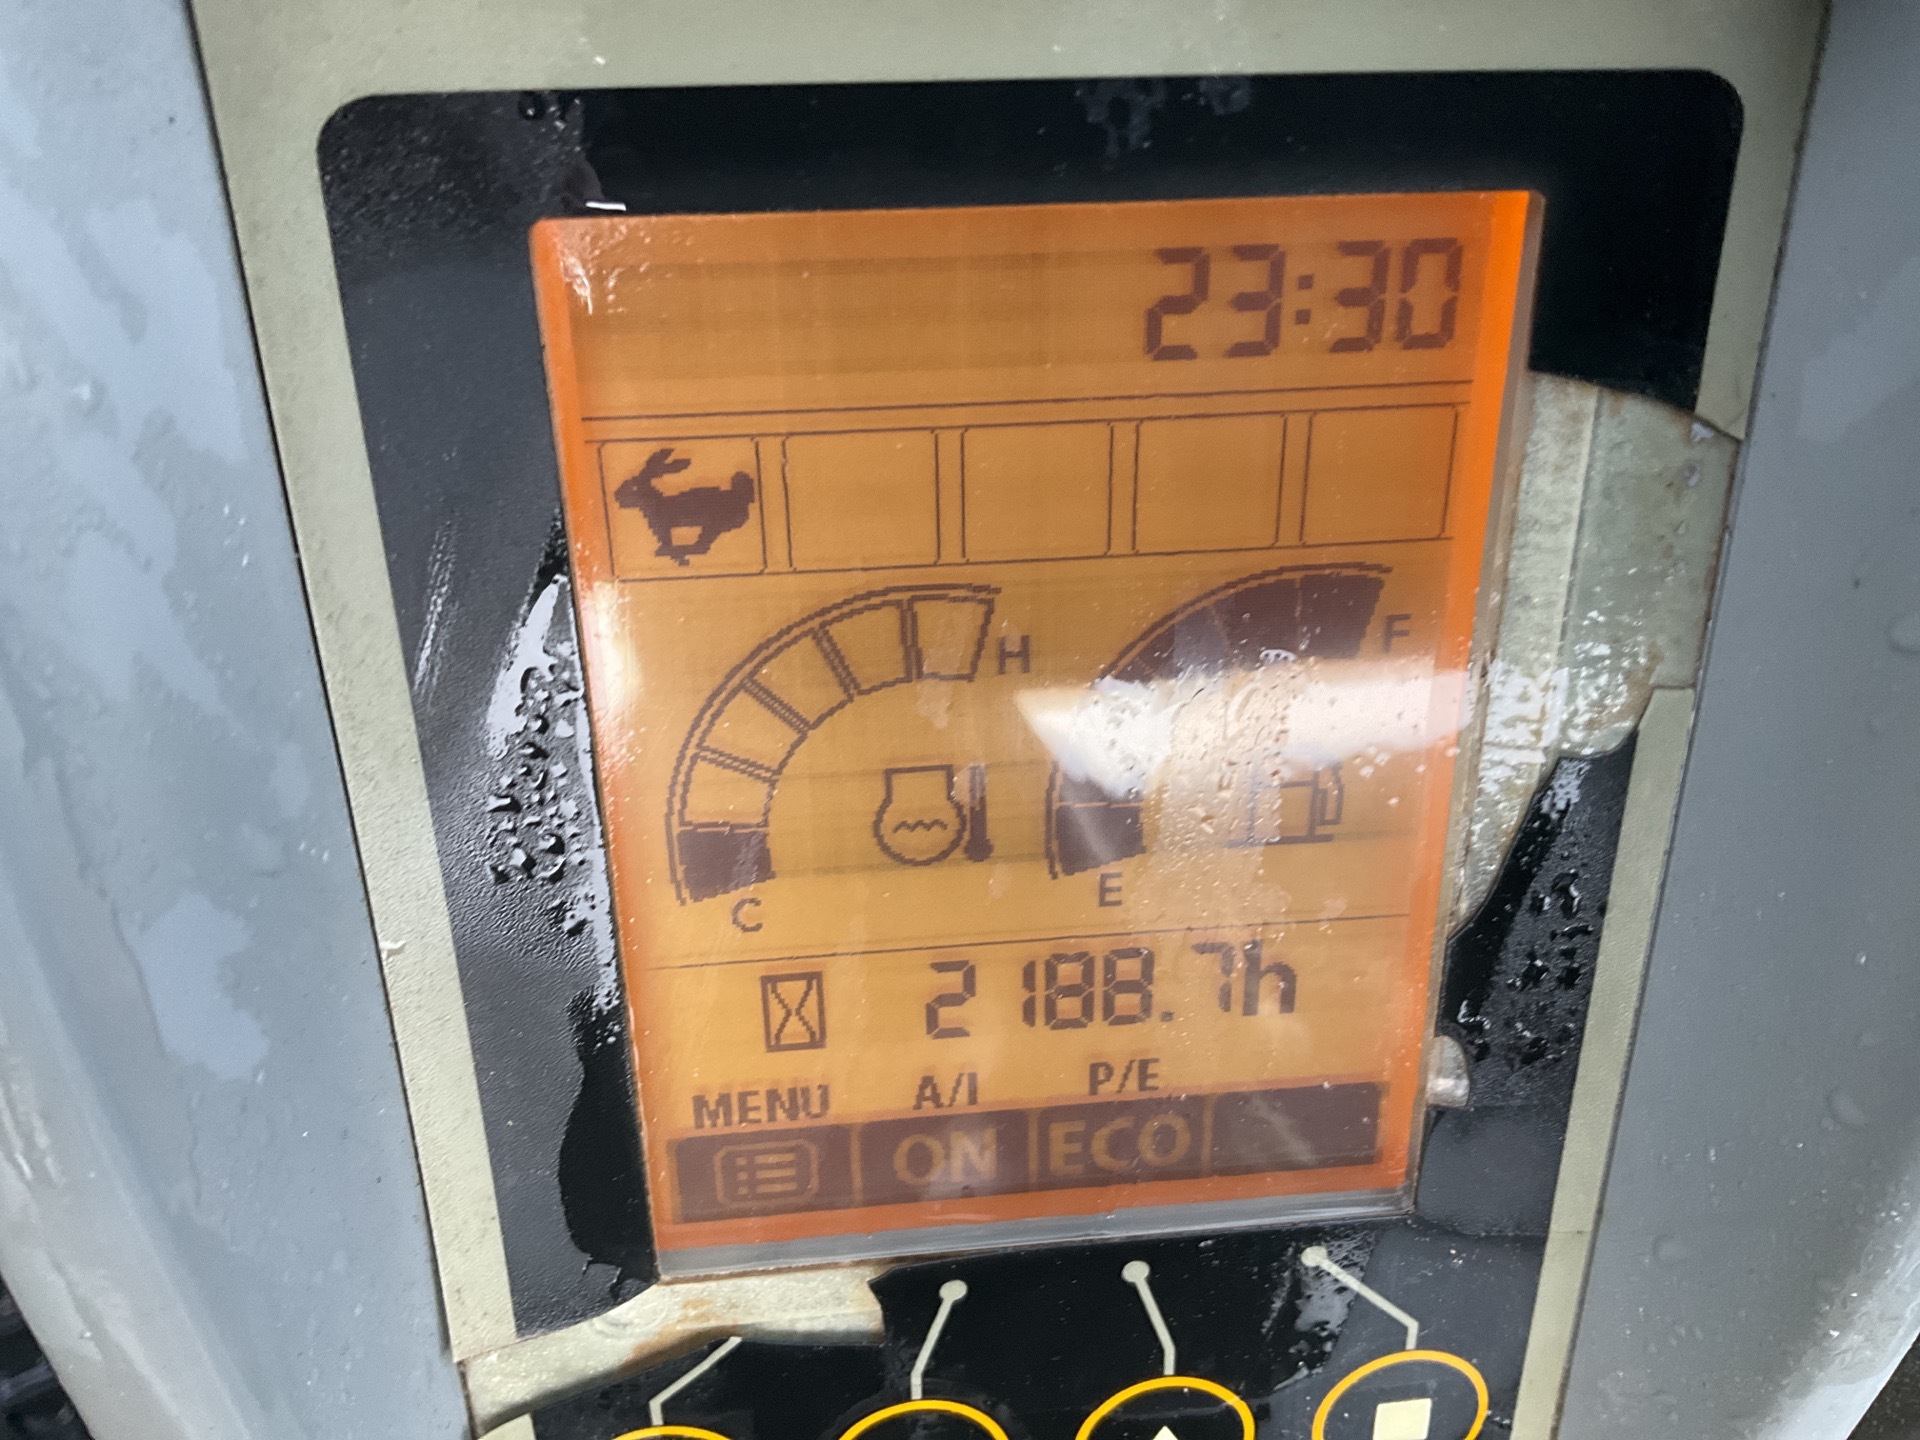 23:30
H
F
C
E
2188.7h
MENU A/I P/E
ON ECO